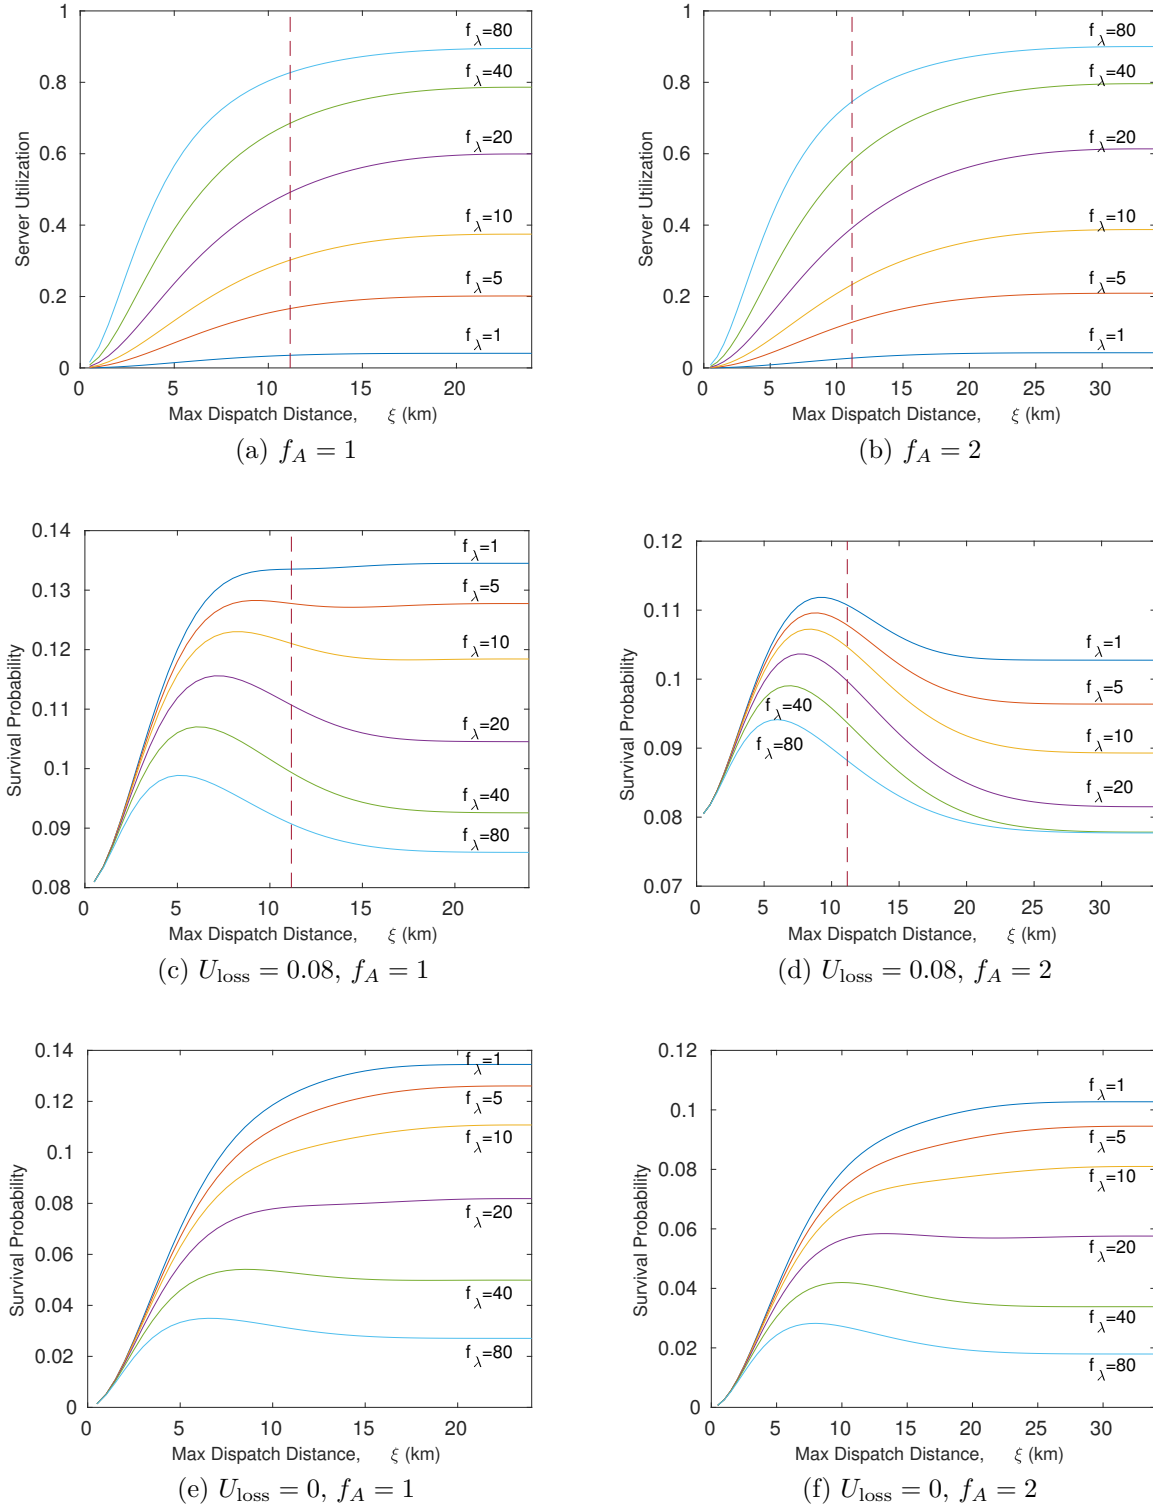 1
0.8
0.6
0.4
0.2
0
0 5 10 15 20
Server Utilization
Max Dispatch Distance, ξ (km)
f λ=80
f λ=40
f λ=20
f λ=10
f λ=5
f λ=1
(a) f_A = 1
1
0.8
0.6
0.4
0.2
0
0 5 10 15 20 25 30
Server Utilization
Max Dispatch Distance, ξ (km)
f λ=80
f λ=40
f λ=20
f λ=10
f λ=5
f λ=1
(b) f_A = 2
0.14
0.13
0.12
0.11
0.1
0.09
0.08
0 5 10 15 20
Survival Probability
Max Dispatch Distance, ξ (km)
f λ=1
f λ=5
f λ=10
f λ=20
f λ=40
f λ=80
(c) U_loss = 0.08, f_A = 1
0.12
0.11
0.1
0.09
0.08
0.07
0 5 10 15 20 25 30
Survival Probability
Max Dispatch Distance, ξ (km)
f λ=1
f λ=5
f λ=40
f λ=10
f λ=80
f λ=20
(d) U_loss = 0.08, f_A = 2
0.14
0.12
0.1
0.08
0.06
0.04
0.02
0
0 5 10 15 20
Survival Probability
Max Dispatch Distance, ξ (km)
f λ=1
f λ=5
f λ=10
f λ=20
f λ=40
f λ=80
(e) U_loss = 0, f_A = 1
0.12
0.1
0.08
0.06
0.04
0.02
0
0 5 10 15 20 25 30
Survival Probability
Max Dispatch Distance, ξ (km)
f λ=1
f λ=5
f λ=10
f λ=20
f λ=40
f λ=80
(f) U_loss = 0, f_A = 2